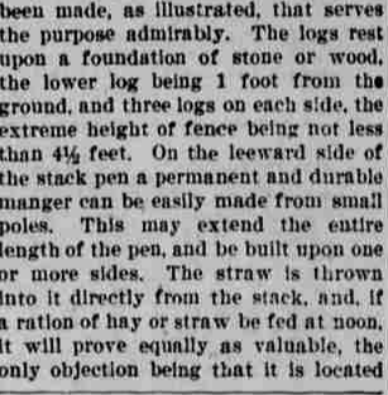 been made, as illustrated, that serves
the purpose admirably. The logs rest
upon a foundation of stone or wood,
the lower log being 1 foot from the
ground, and three logs on each side, the
extreme height of fence being not less
than 4½ feet. On the leeward side of
the stack pen a permanent and durable
manger can be easily made from small
poles. This may extend the entire
length of the pen, and be built upon one
or more sides. The straw is thrown
into it directly from the stack, and, if
a ration of hay or straw be fed at noon,
it will prove equally as valuable, the
only objection being that it is located